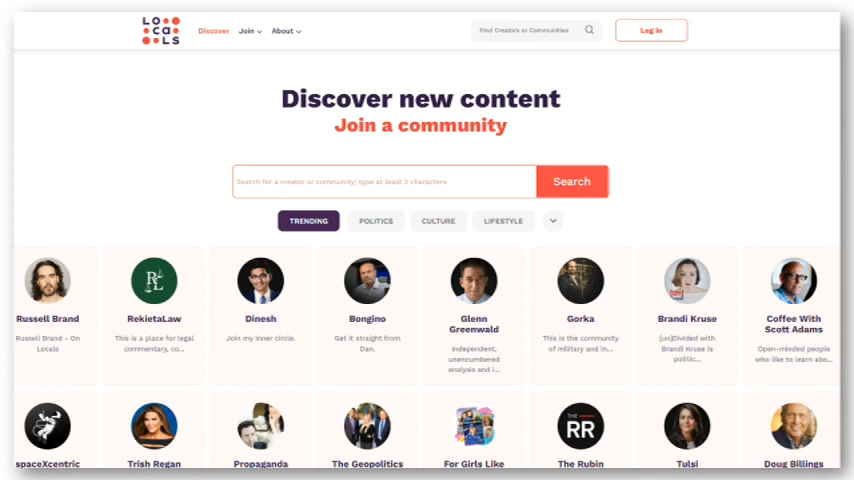 LO
ca
LS
Discover
Join
About
Find Creators or Communities
Log in
Discover new content
Join a community
Search for a creator or community; type at least 3 characters
Search
TRENDING
POLITICS
CULTURE
LIFESTYLE
Russell Brand
Russell Brand - On
Locals
RL
RekietaLaw
This is a place for legal
commentary, co...
Dinesh
Join my inner circle.
Bongino
Get it straight from
Dan.
Glenn
Greenwald
Independent,
unencumbered
analysis and i...
Gorka
This is the community
of military and in...
Brandi Kruse
[un]Divided with
Brandi Kruse is
politic...
Coffee With
Scott Adams
Open-minded people
who like to learn abo...
spaceXcentric
Trish Regan
Propaganda
The Geopolitics
For Girls Like
THE
RR
The Rubin
Tulsi
Doug Billings